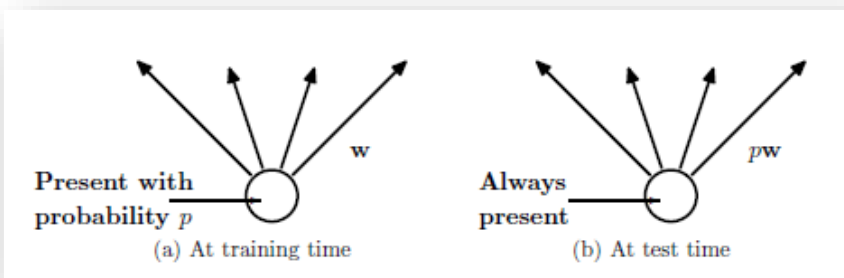 w
Present with
probability p
(a) At training time
pw
Always
present
(b) At test time